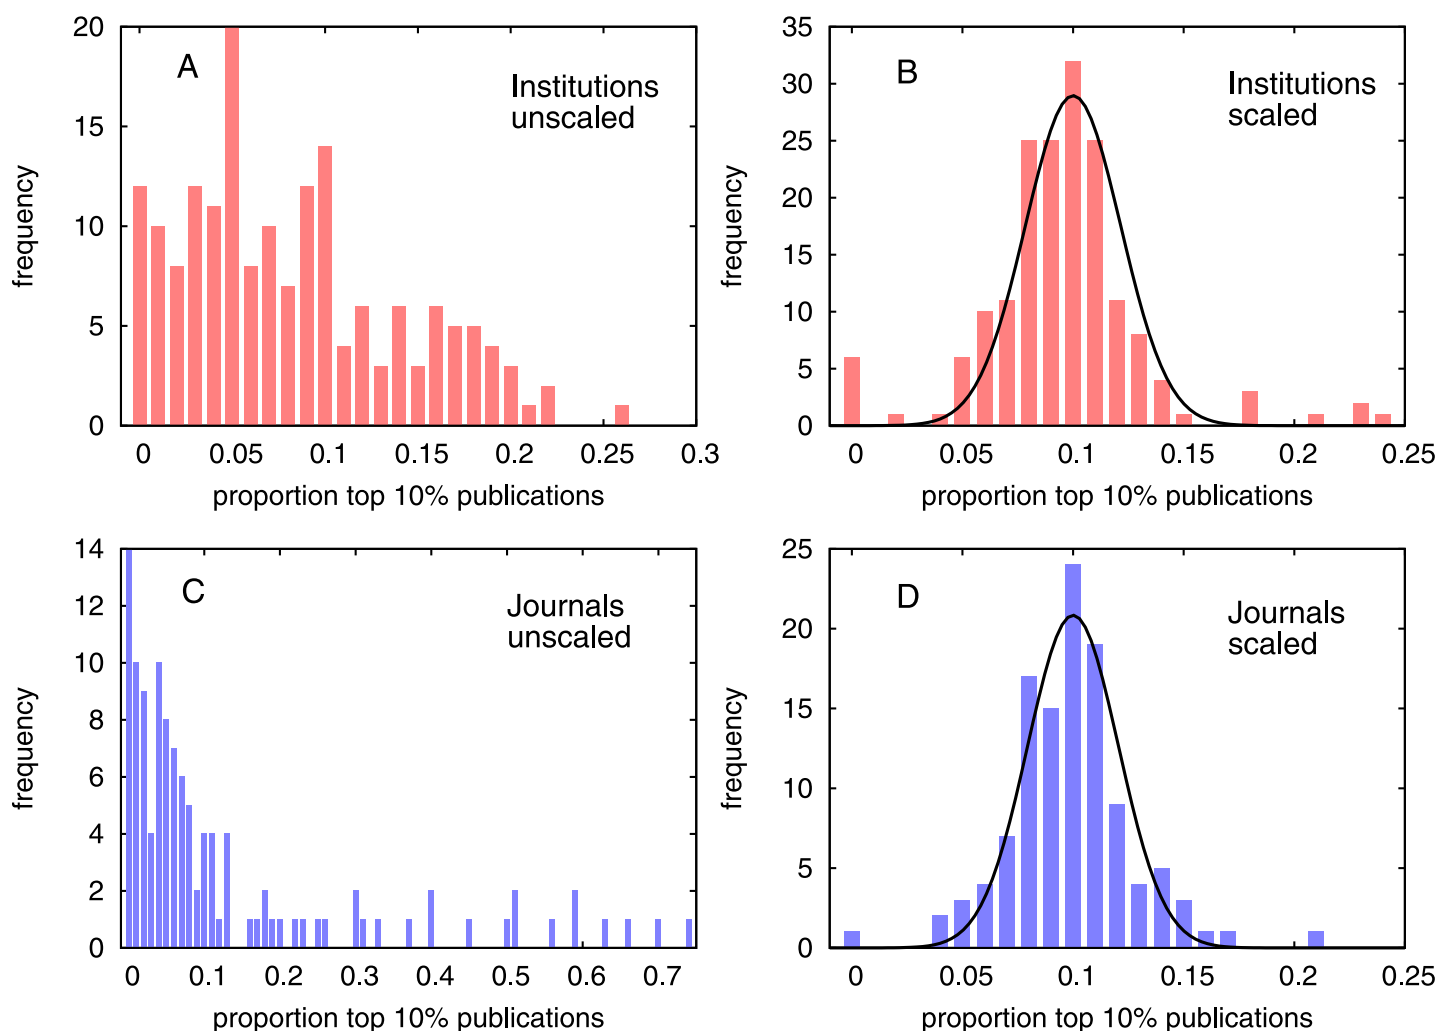 A
Institutions
unscaled
20
15
10
5
0
frequency
0 0.05 0.1 0.15 0.2 0.25 0.3
proportion top 10% publications
B
Institutions
scaled
35
30
25
20
15
10
5
0
frequency
0 0.05 0.1 0.15 0.2 0.25
proportion top 10% publications
C
Journals
unscaled
14
12
10
8
6
4
2
0
frequency
0 0.1 0.2 0.3 0.4 0.5 0.6 0.7
proportion top 10% publications
D
Journals
scaled
25
20
15
10
5
0
frequency
0 0.05 0.1 0.15 0.2 0.25
proportion top 10% publications